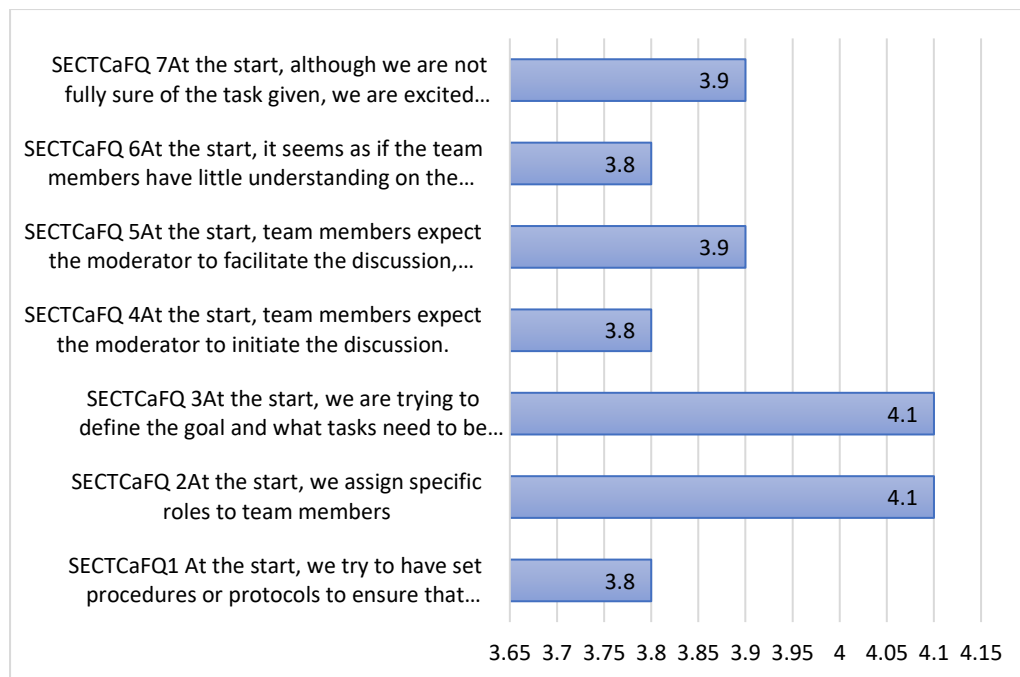 SECTCaFQ 7At the start, although we are not
fully sure of the task given, we are excited...
3.9
SECTCaFQ 6At the start, it seems as if the team
members have little understanding on the...
3.8
SECTCaFQ 5At the start, team members expect
the moderator to facilitate the discussion,...
3.9
SECTCaFQ 4At the start, team members expect
the moderator to initiate the discussion.
3.8
SECTCaFQ 3At the start, we are trying to
define the goal and what tasks need to be...
4.1
SECTCaFQ 2At the start, we assign specific
roles to team members
4.1
SECTCaFQ1 At the start, we try to have set
procedures or protocols to ensure that...
3.8
3.65 3.7 3.75 3.8 3.85 3.9 3.95 4 4.05 4.1 4.15